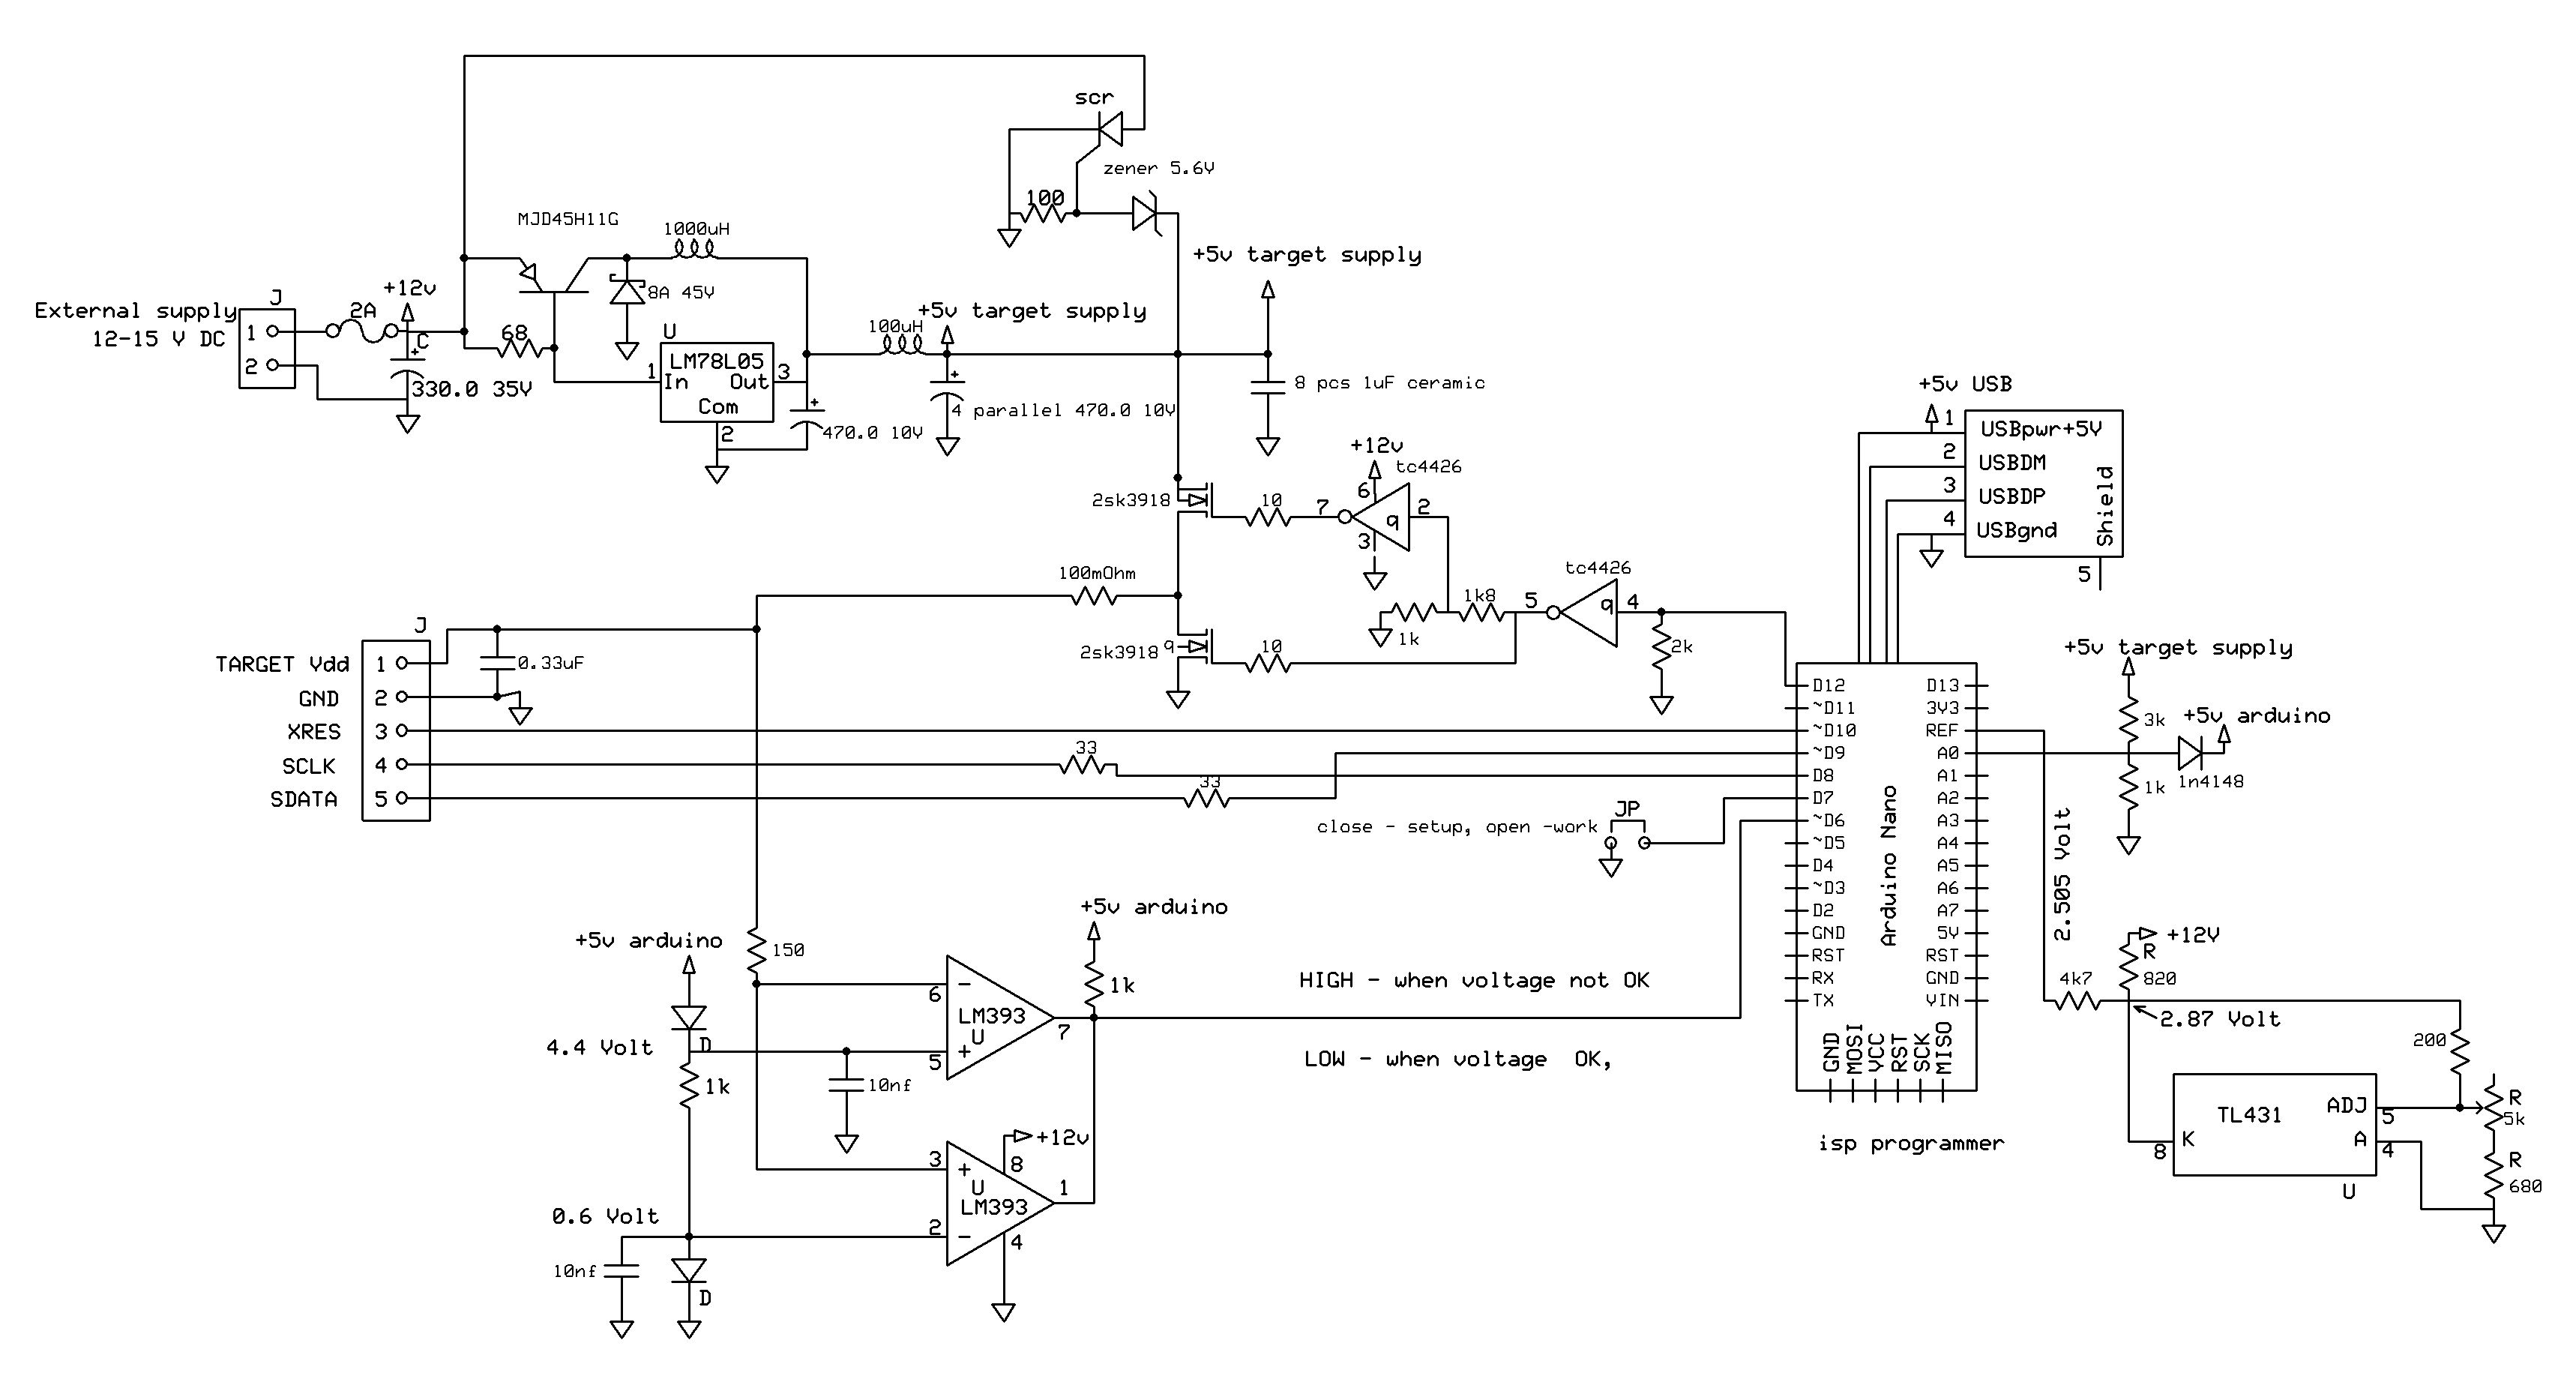 scr
zener 5.6V
100
MJD45H11G
1000uH
+5v target supply
8A 45V
J
External supply
12-15 V DC
1
2
2A
+12v
C
+
330.0 35V
68
U
LM78L05
1
In
Out
3
Com
2
+
470.0 10V
100uH
+5v target supply
+
4 parallel 470.0 10V
8 pcs 1uF ceramic
+12v
tc4426
2sk3918
10
7
6
q
2
3
+5v USB
1
USBpwr+5V
2
USBDM
3
USBDP
4
USBgnd
Shield
5
100mOhm
tc4426
1k8
5
q
4
1k
2k
2sk3918
q
10
J
TARGET Vdd
1
0.33uF
GND
2
XRES
3
SCLK
4
33
SDATA
5
33
close - setup, open -work
JP
D12
~D11
~D10
~D9
D8
D7
~D6
~D5
D4
~D3
D2
GND
RST
RX
TX
Arduino Nano
D13
3V3
REF
A0
A1
A2
A3
A4
A5
A6
A7
5V
RST
GND
VIN
GND
MOSI
VCC
RST
SCK
MISO
isp programmer
+5v target supply
3k
+5v arduino
1n4148
1k
2.505 Volt
+12V
R
820
4k7
2.87 Volt
200
TL431
ADJ
5
K
8
A
4
U
R
5k
R
680
+5v arduino
150
+5v arduino
1k
HIGH - when voltage not OK
LOW - when voltage  OK,
6
-
LM393
U
7
4.4 Volt
D
5
+
1k
10nf
+12v
8
3
+
U
LM393
1
0.6 Volt
2
-
4
10nf
D